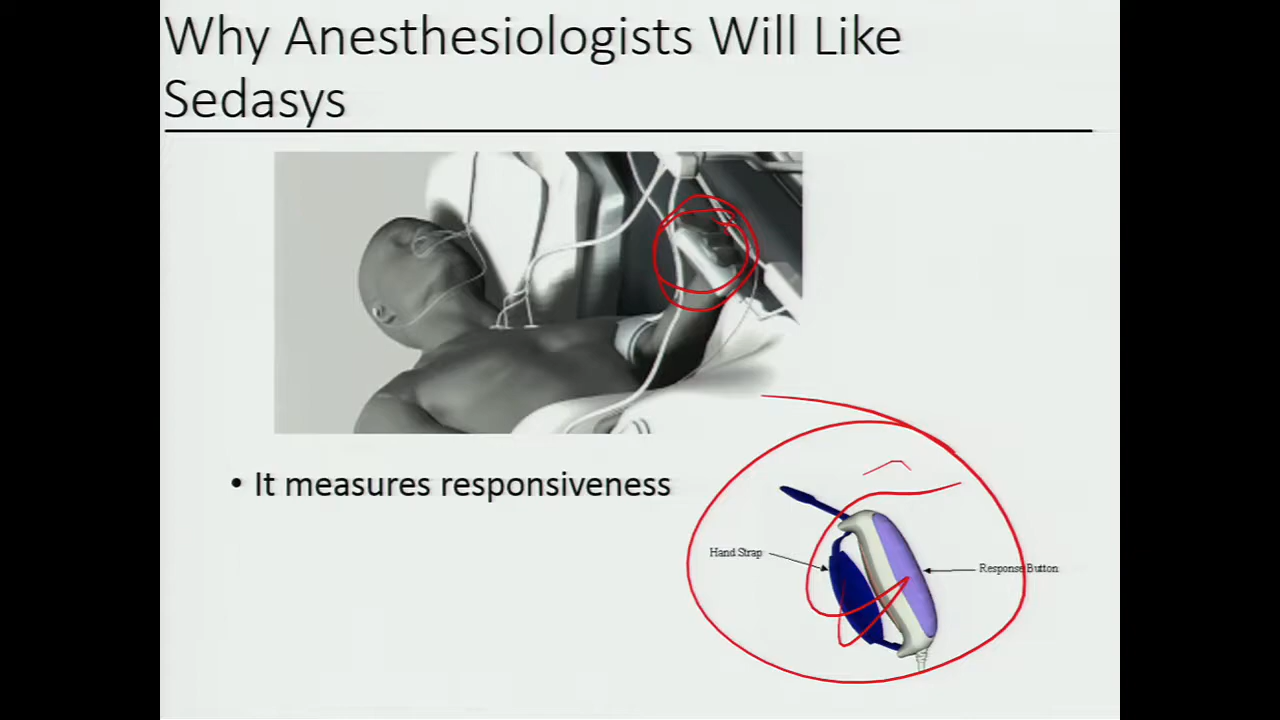 Why Anesthesiologists Will Like
Sedasys
• It measures responsiveness
Hand Strap
Response Button